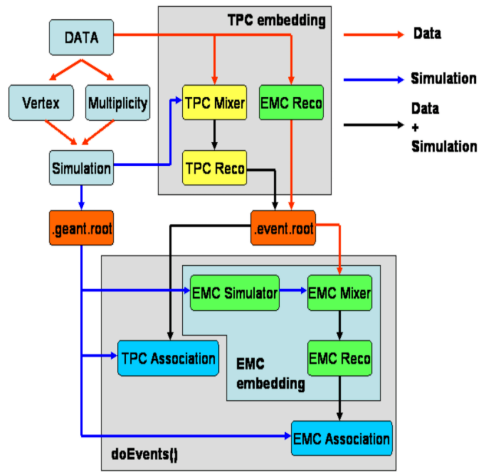 TPC embedding
DATA
Data
Simulation
Data
+
Simulation
Vertex
Multiplicity
TPC Mixer
EMC Reco
Simulation
TPC Reco
.geant.root
.event.root
EMC Simulator
EMC Mixer
TPC Association
EMC Reco
EMC
embedding
EMC Association
doEvents()